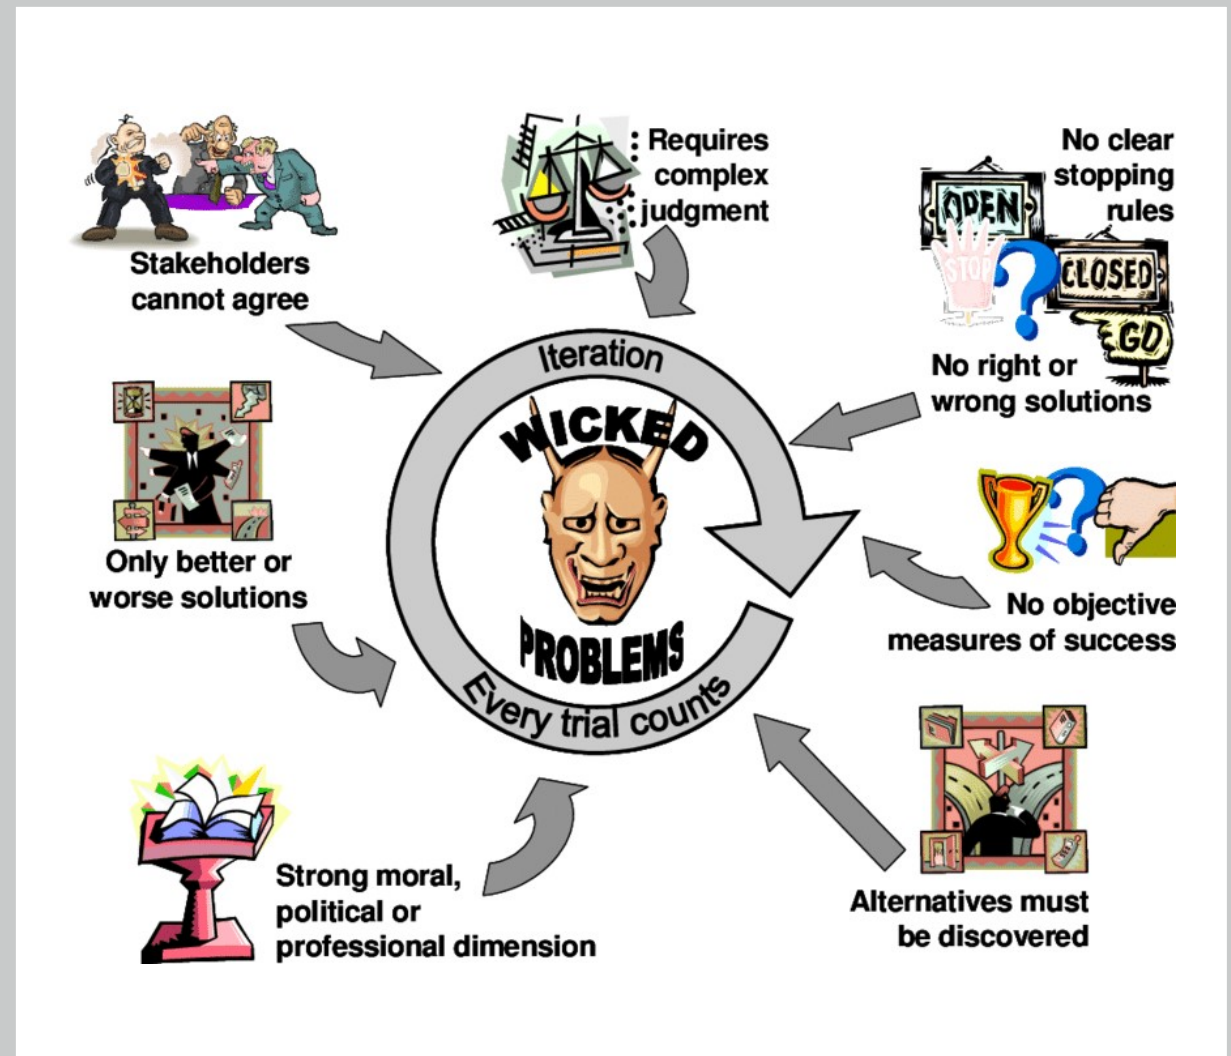 Stakeholders
cannot agree
Requires
complex
judgment
No clear
stopping
rules
OPEN
STOP
CLOSED
GO
No right or
wrong solutions
Only better or
worse solutions
Iteration
WICKED
PROBLEMS
Every trial counts
No objective
measures of success
Strong moral,
political or
professional dimension
Alternatives must
be discovered